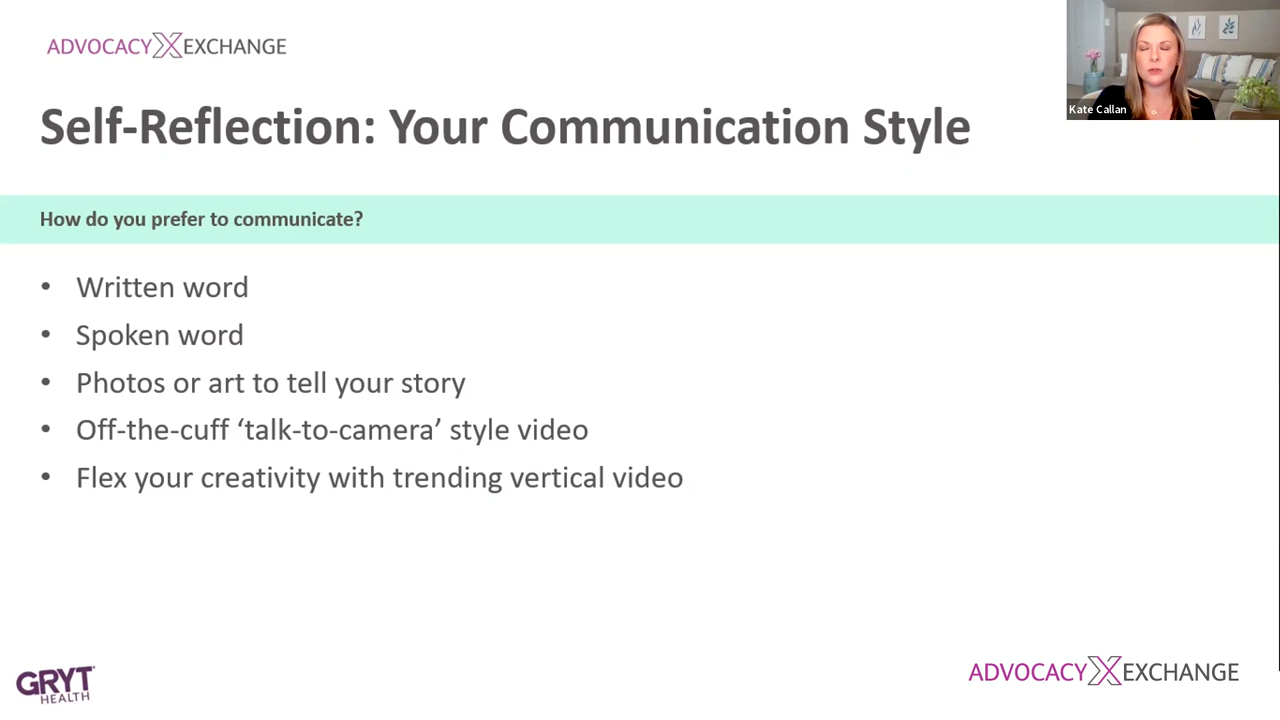 ADVOCACY X EXCHANGE
Kate Callan
Self-Reflection: Your Communication Style
How do you prefer to communicate?
• Written word
• Spoken word
• Photos or art to tell your story
• Off-the-cuff ‘talk-to-camera’ style video
• Flex your creativity with trending vertical video
GRYT
HEALTH
ADVOCACY X EXCHANGE